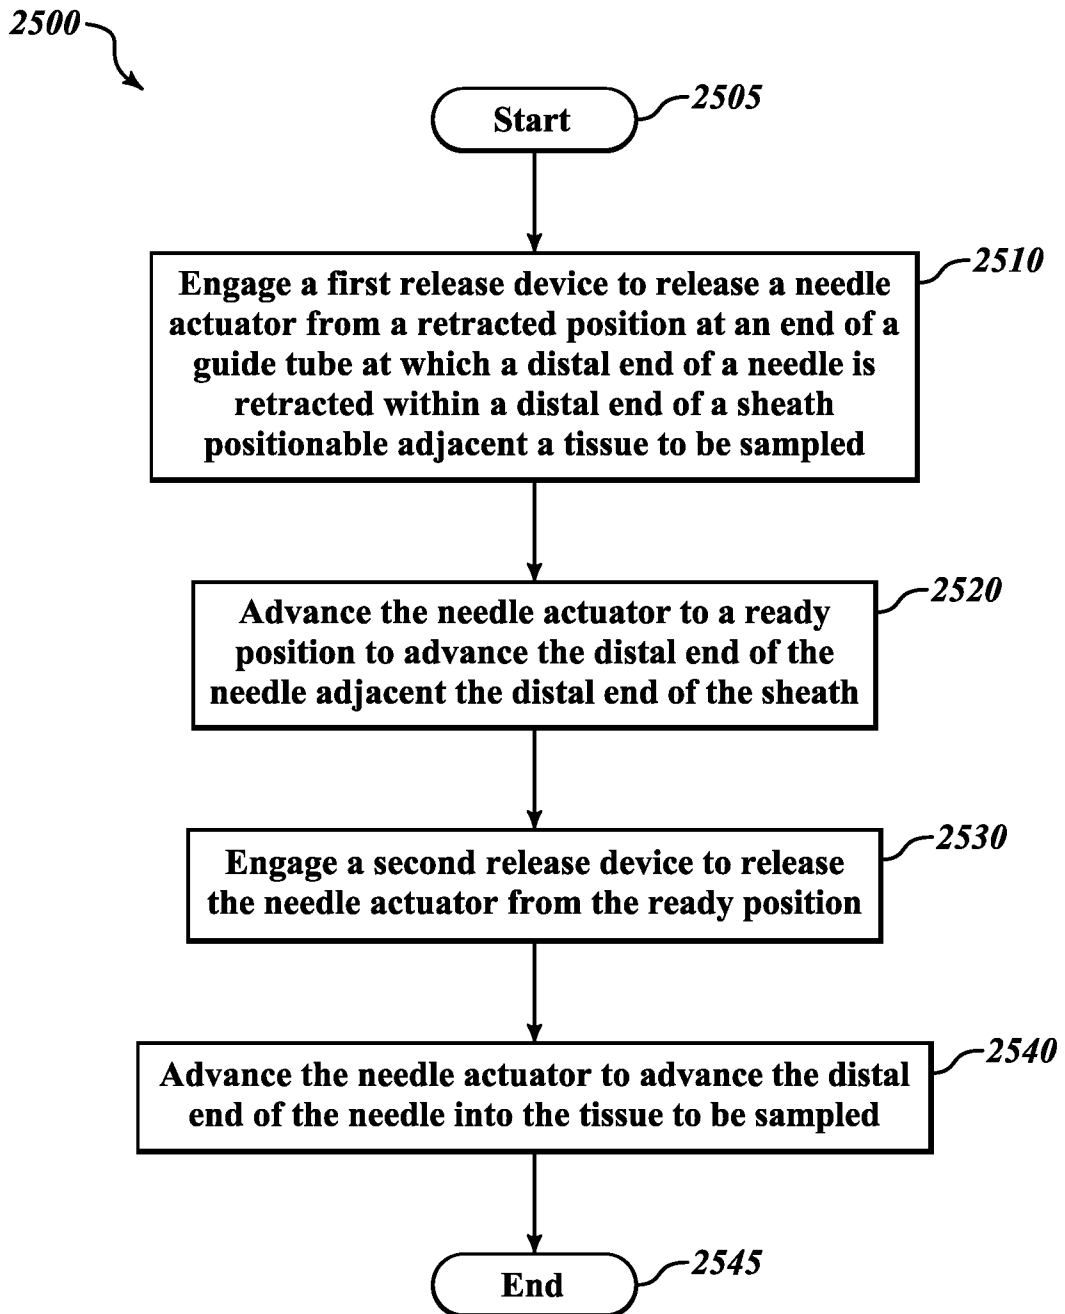 2500
Start
2505
Engage a first release device to release a needle
actuator from a retracted position at an end of a
guide tube at which a distal end of a needle is
retracted within a distal end of a sheath
positionable adjacent a tissue to be sampled
2510
Advance the needle actuator to a ready
position to advance the distal end of the
needle adjacent the distal end of the sheath
2520
Engage a second release device to release
the needle actuator from the ready position
2530
Advance the needle actuator to advance the distal
end of the needle into the tissue to be sampled
2540
End
2545